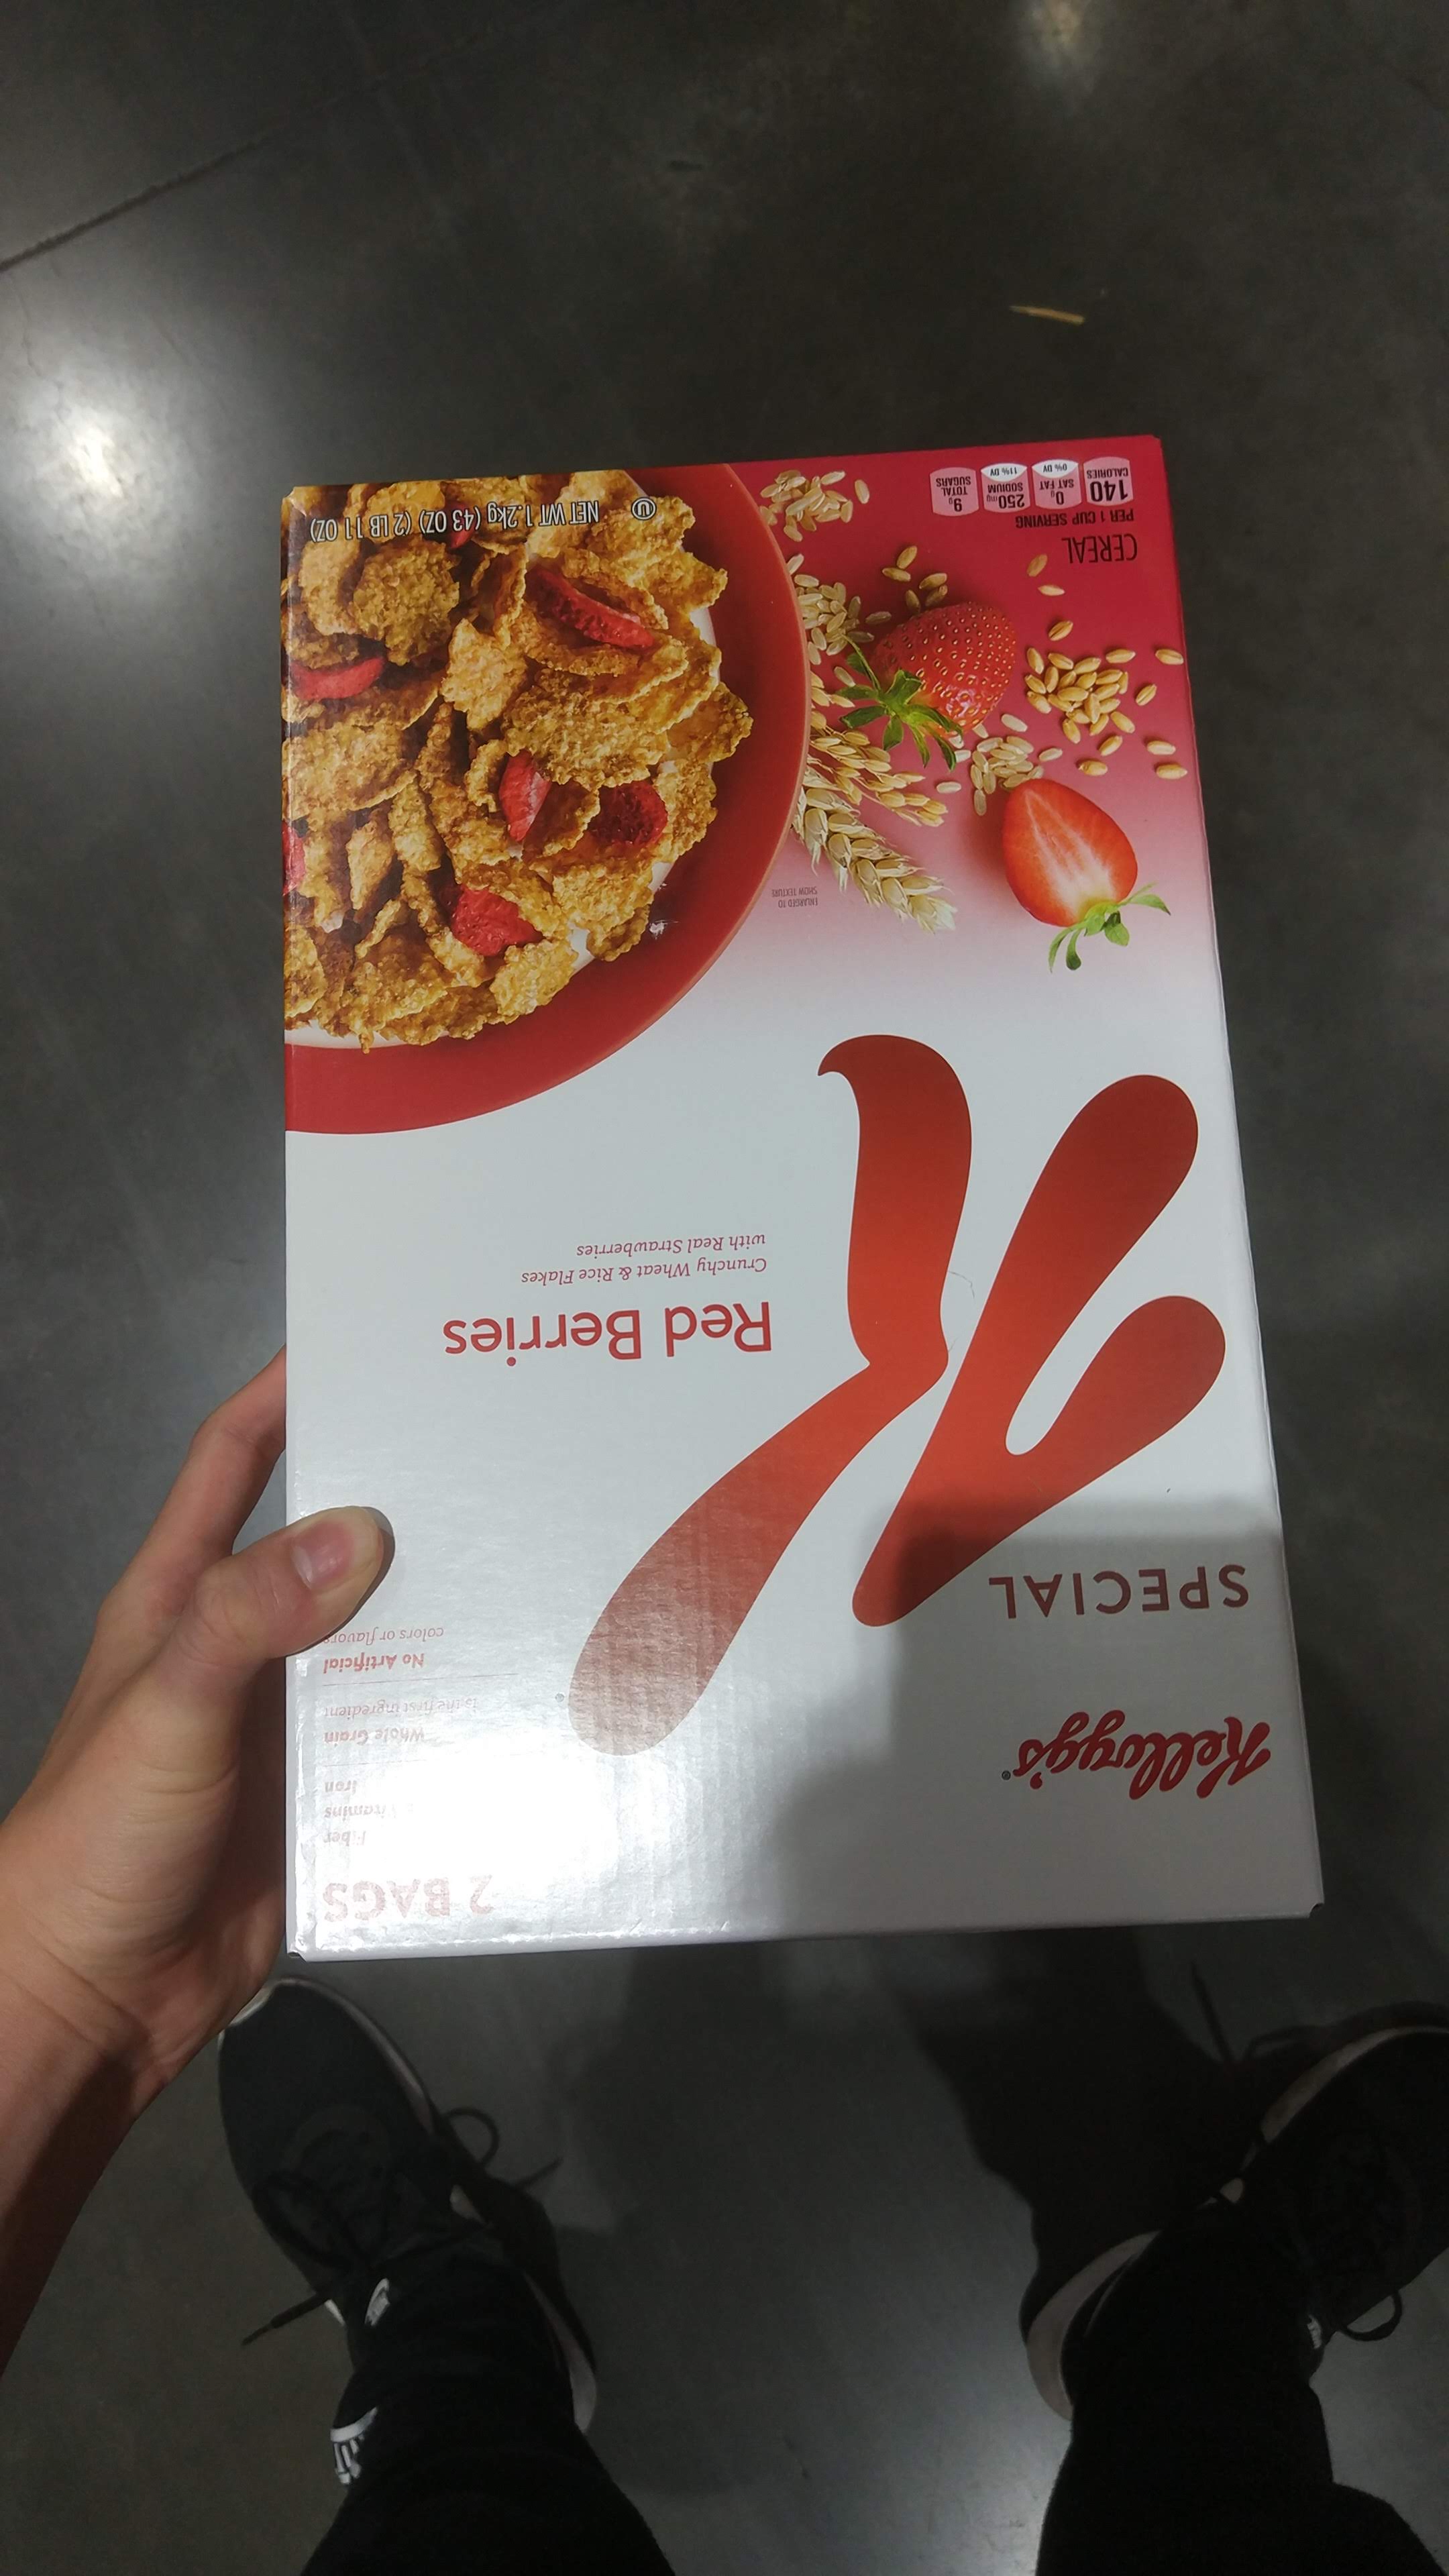 2 BAGS
Fiber
Vitamins
Iron
Whole Grain
is the first ingredient
No Artificial
colors or flavors
Kellogg's®
SPECIAL
K®
Red Berries
Crunchy Wheat & Rice Flakes
with Real Strawberries
ENLARGED TO
SHOW TEXTURE
CEREAL
PER 1 CUP SERVING
140
CALORIES
0g
SAT FAT
0% DV
250mg
SODIUM
11% DV
9g
TOTAL
SUGARS
U
NET WT 1.2kg (43 OZ) (2 LB 11 OZ)